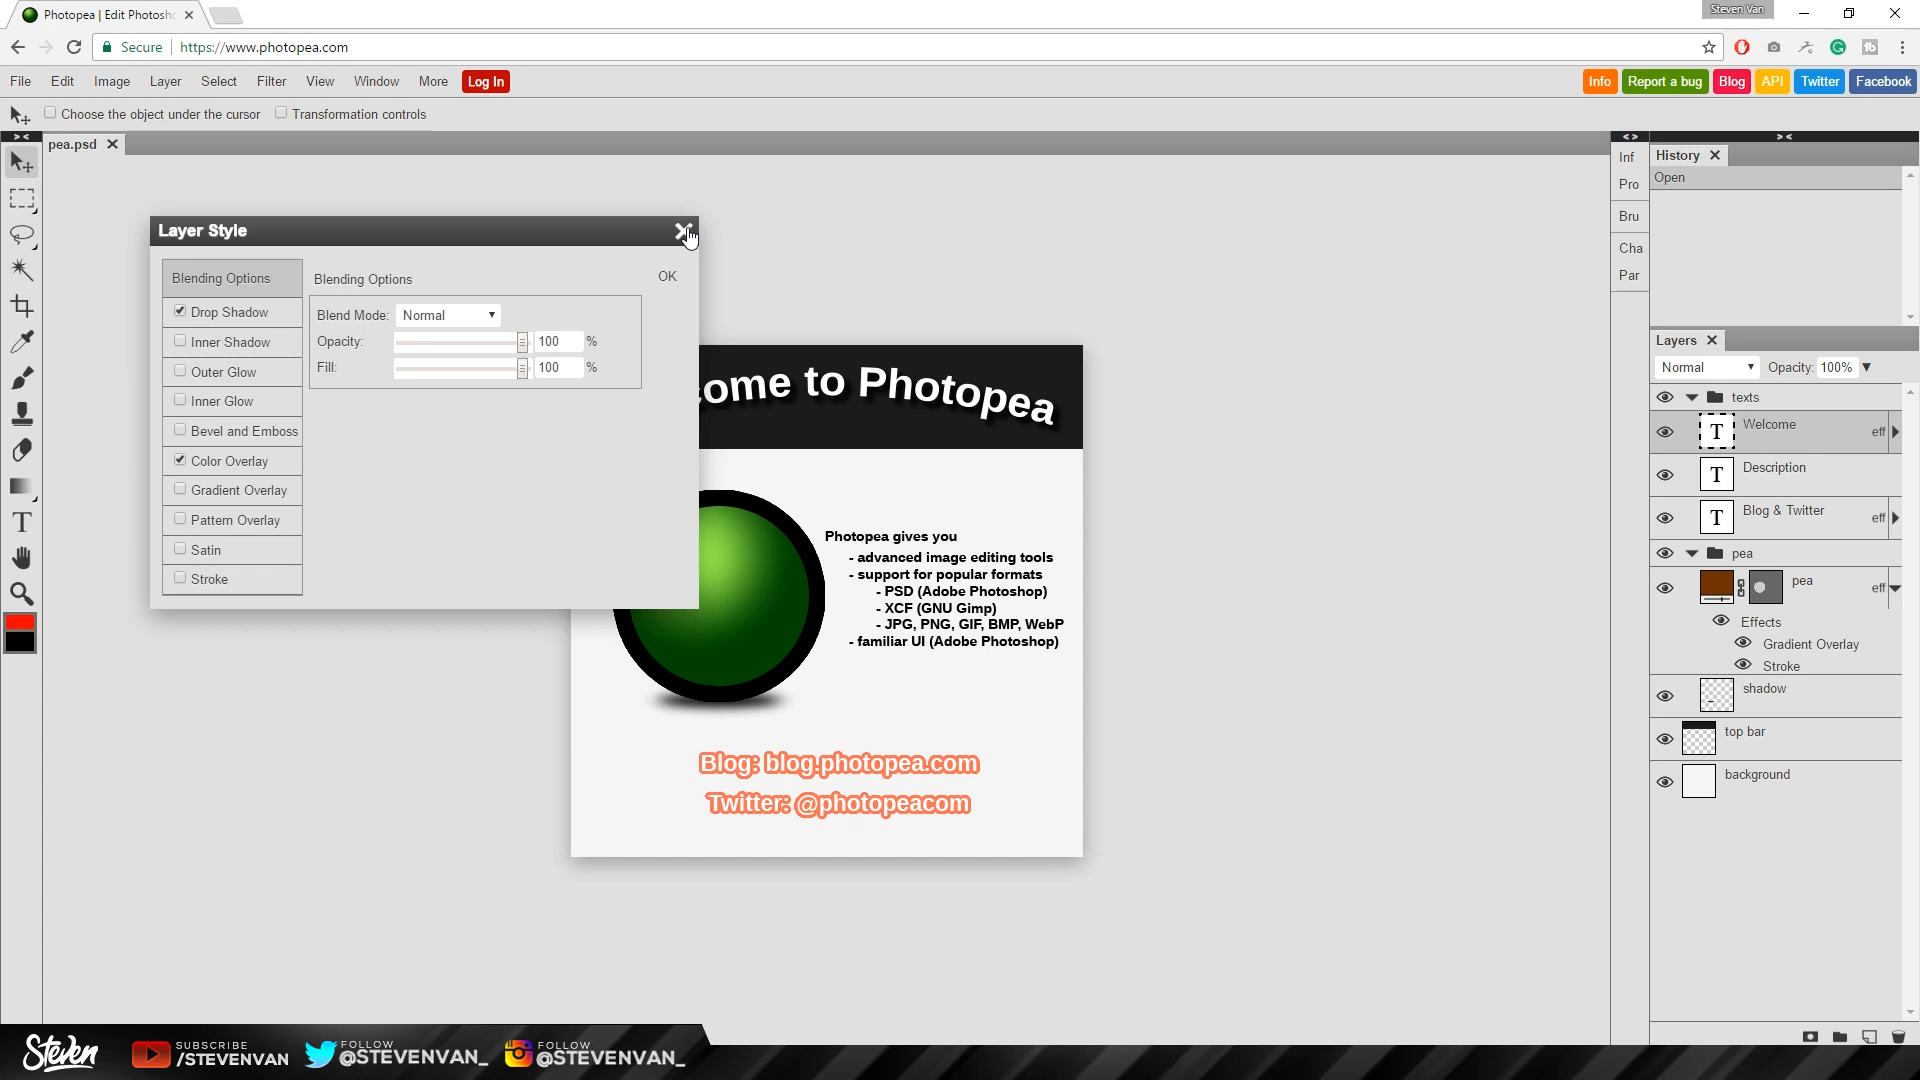 Photopea | Edit Photosh
Steven Van
Secure
https://www.photopea.com
File Edit Image Layer Select Filter View Window More Log In
Info Report a bug Blog API Twitter Facebook
Choose the object under the cursor Transformation controls
pea.psd
Layer Style
Blending Options
Drop Shadow
Inner Shadow
Outer Glow
Inner Glow
Bevel and Emboss
Color Overlay
Gradient Overlay
Pattern Overlay
Satin
Stroke
Blending Options
OK
Blend Mode: Normal
Opacity: 100 %
Fill: 100 %
come to Photopea
Photopea gives you
- advanced image editing tools
- support for popular formats
- PSD (Adobe Photoshop)
- XCF (GNU Gimp)
- JPG, PNG, GIF, BMP, WebP
- familiar UI (Adobe Photoshop)
Blog: blog.photopea.com
Twitter: @photopeacom
Inf
Pro
Bru
Cha
Par
History
Open
Layers
Normal Opacity: 100%
texts
T Welcome eff
T Description
T Blog & Twitter eff
pea
pea eff
Effects
Gradient Overlay
Stroke
shadow
top bar
background
T
Steven
SUBSCRIBE
/STEVENVAN
FOLLOW
@STEVENVAN_
FOLLOW
@STEVENVAN_